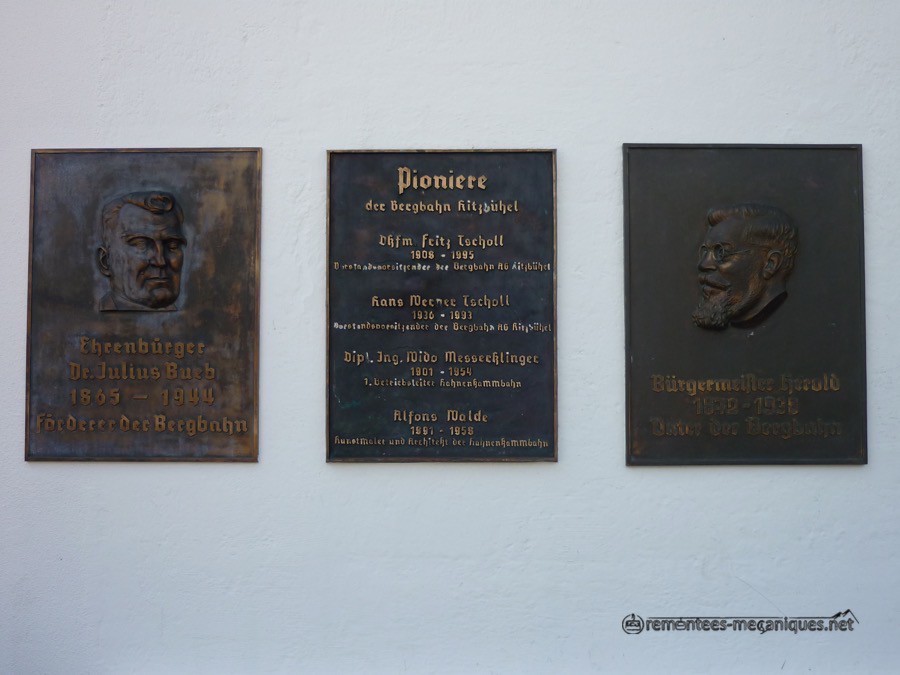 Ehrenbürger
Dr. Julius Bueb
1865 – 1944
Förderer der Bergbahn
Pioniere
der Bergbahn Kitzbühel
Dkfm Fritz Tscholl
1908 - 1995
Vorstandsvorsitzender der Bergbahn AG Kitzbühel
Hans Werner Tscholl
1936 - 1993
Vorstandsvorsitzender der Bergbahn AG Kitzbühel
Dipl. Ing. Wido Messerklinger
1901 - 1954
1. Betriebsleiter Hahnenkammbahn
Alfons Walde
1891 - 1958
Kunstmaler und Architekt der Hahnenkammbahn
Bürgermeister Herold
Vater der Bergbahn
remontées-mecaniques.net